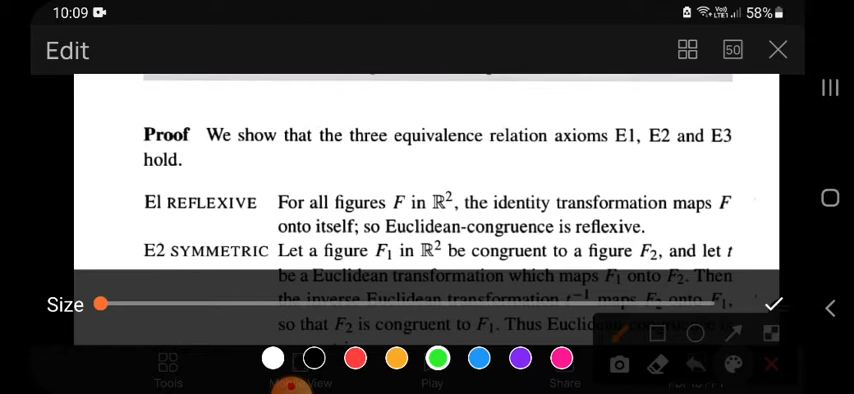 10:09 58%
Edit 50
Proof We show that the three equivalence relation axioms E1, E2 and E3
hold.
E1 REFLEXIVE For all figures F in ℝ², the identity transformation maps F
onto itself; so Euclidean-congruence is reflexive.
E2 SYMMETRIC Let a figure F₁ in ℝ² be congruent to a figure F₂, and let t
be a Euclidean transformation which maps F₁ onto F₂. Then
the inverse Euclidean transformation t⁻¹ maps F₂ onto F₁,
Size
so that F₂ is congruent to F₁. Thus
Tools View Play Share